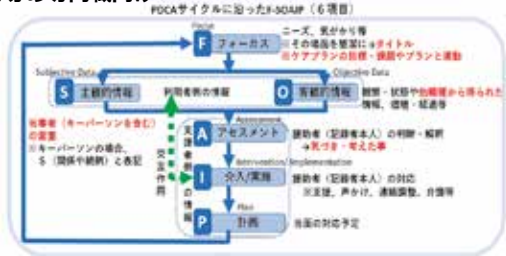 PDCAサイクルに沿ったF-SOAIP(6項目)
Focus
F フォーカス
ニーズ、気がかり等
※その場面を簡潔に→タイトル
※ケアプランの目標・課題やプランと連動
Subjective Data
Objective Data
S 主観的情報
利用者側の情報
O 客観的情報
観察・状態や他職種から得られた
情報、環境・経過等
当事者(キーパーソンを含む)
の言葉
※キーパーソンの場合、
S(関係や続柄)と表記
相互作用
支援者側の情報
Assessment
A アセスメント
援助者(記録者本人)の判断・解釈
→気づき・考えた事
Intervention/Implementation
I 介入/実施
援助者(記録者本人)の対応
※支援、声かけ、連絡調整、介護等
Plan
P 計画
当面の対応予定